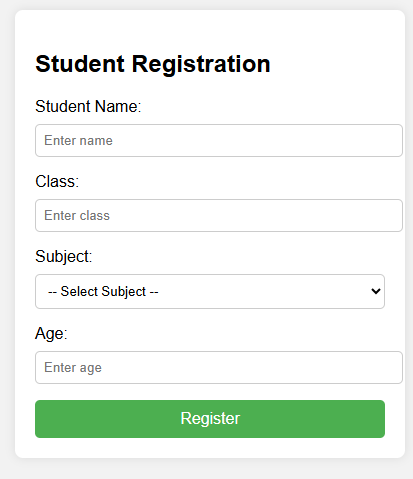 Student Registration
Student Name:
Enter name
Class:
Enter class
Subject:
-- Select Subject --
Age:
Enter age
Register